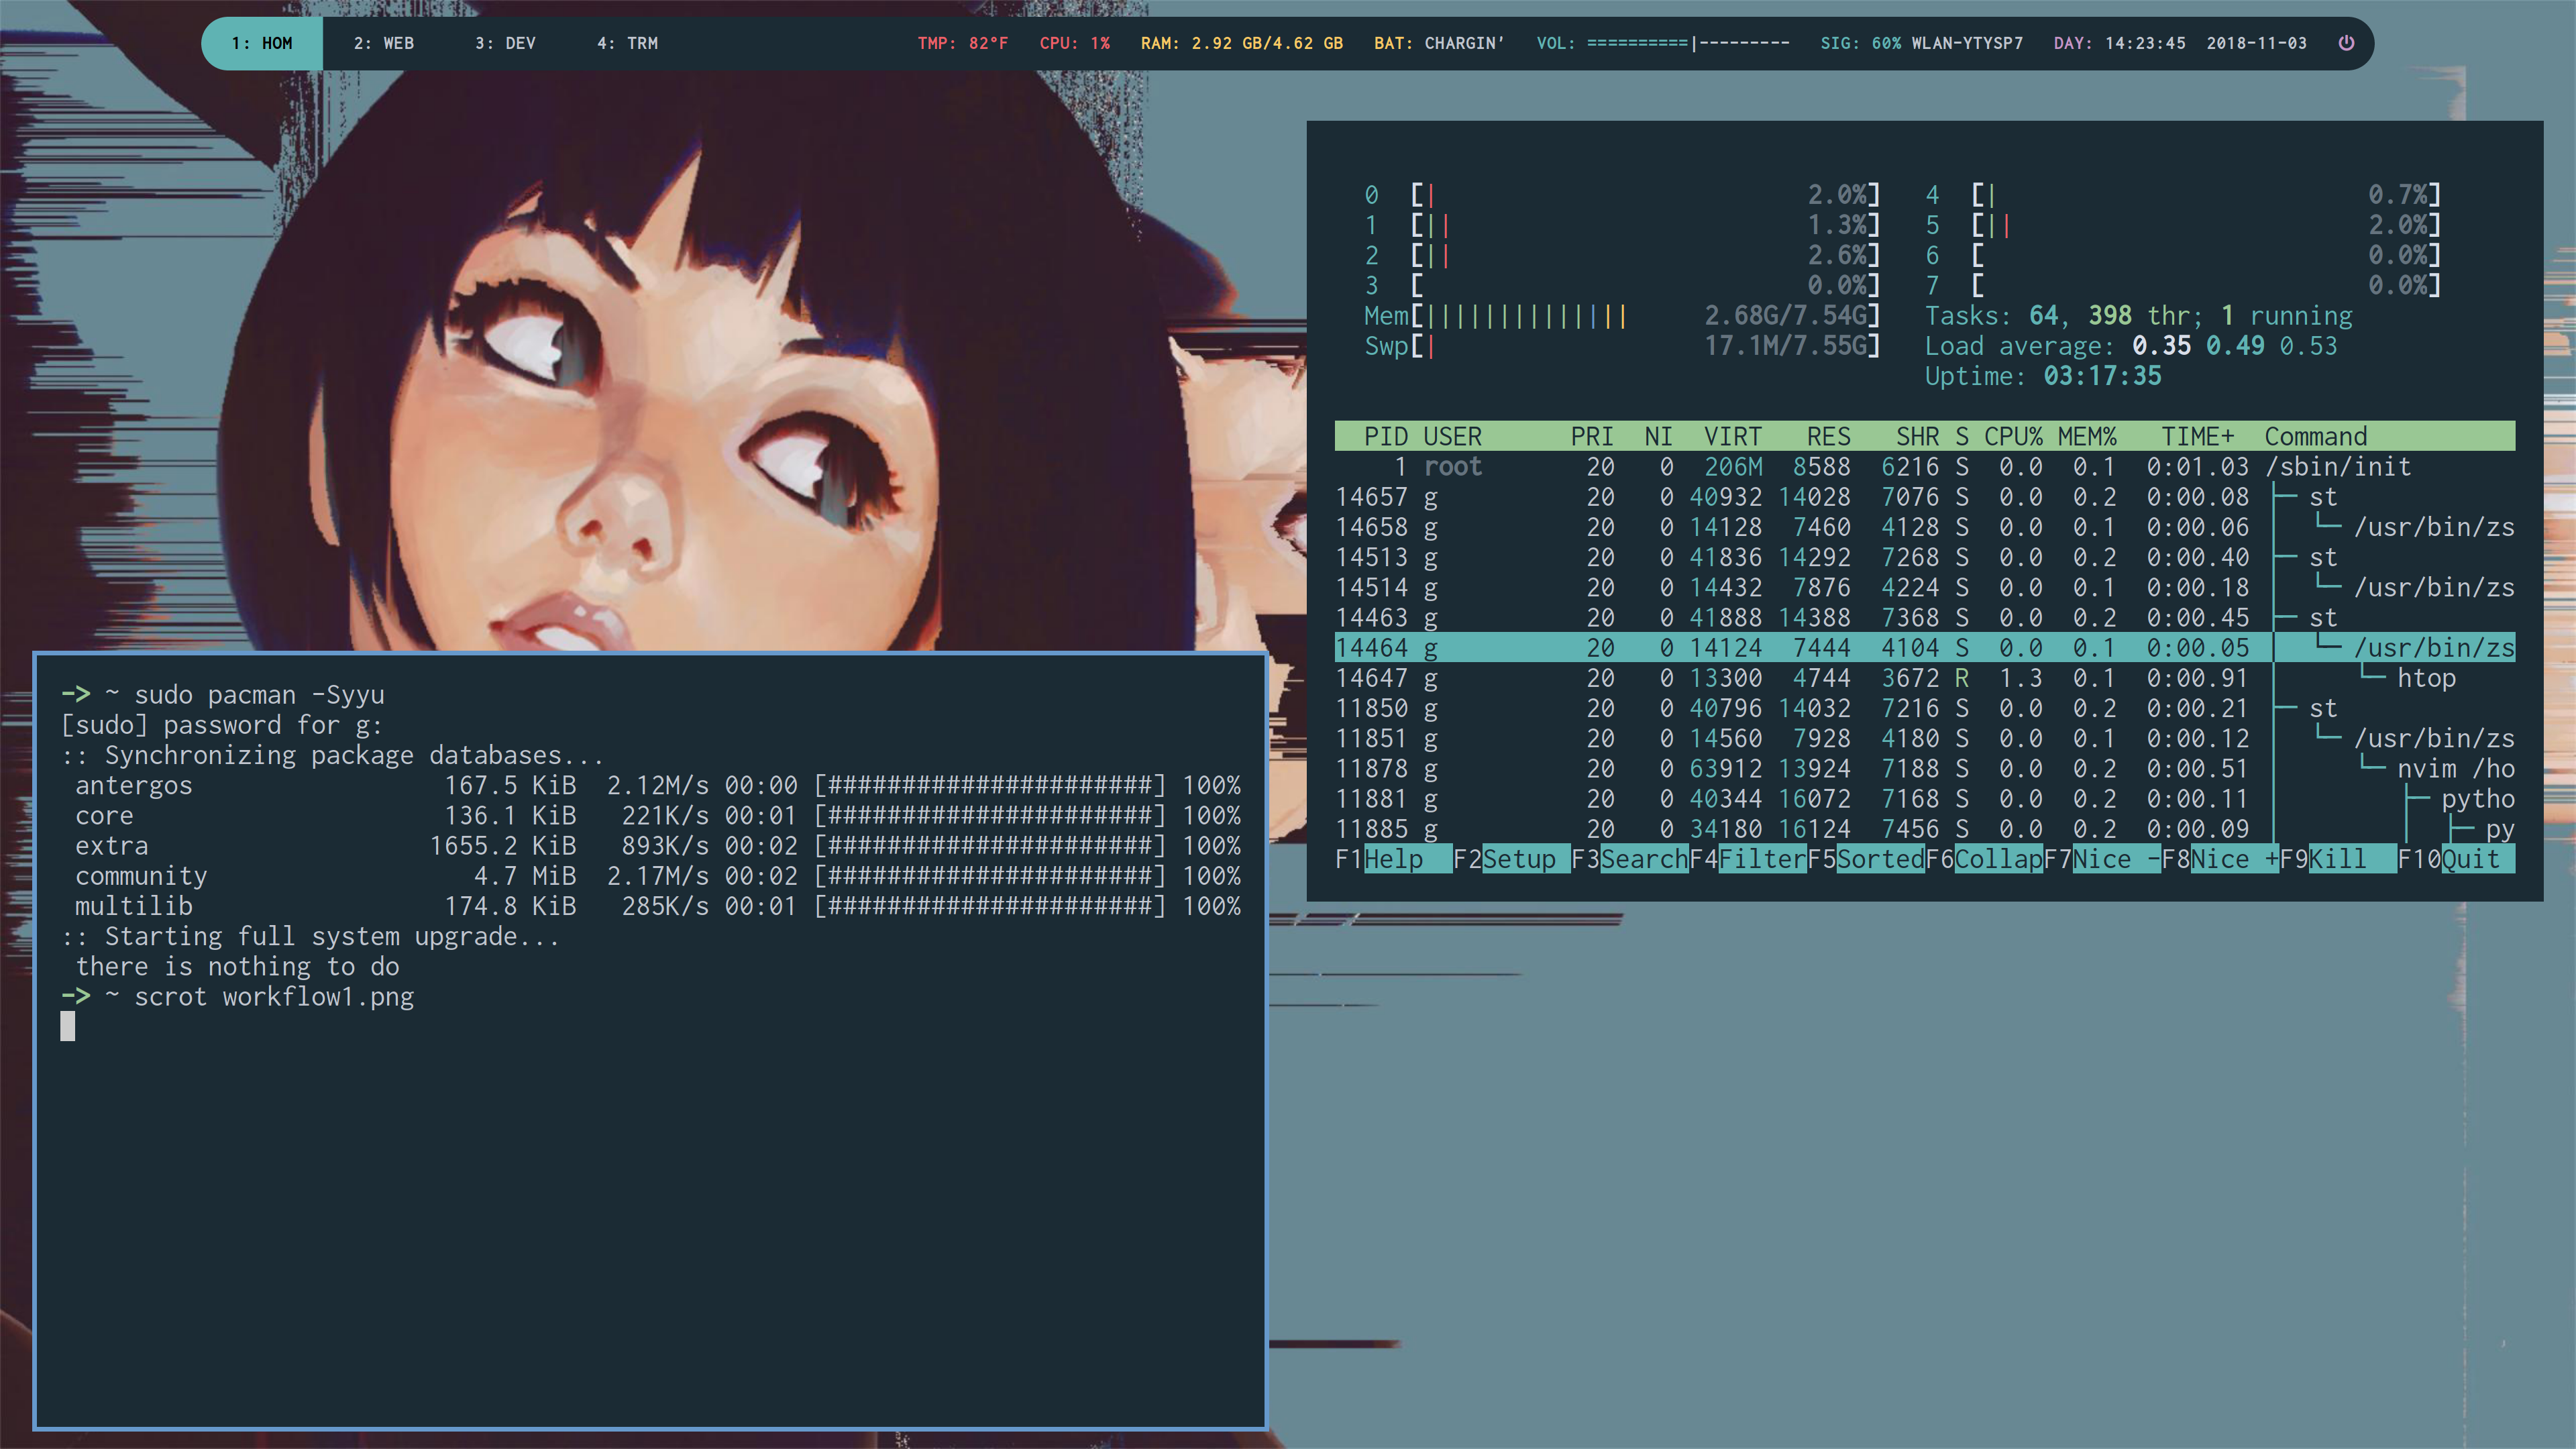 1: HOM 2: WEB 3: DEV 4: TRM TMP: 82°F CPU: 1% RAM: 2.92 GB/4.62 GB BAT: CHARGIN' VOL: ==========|--------- SIG: 60% WLAN-YTYSP7 DAY: 14:23:45 2018-11-03
0 [| 2.0%] 4 [| 0.7%]
1 [|| 1.3%] 5 [|| 2.0%]
2 [|| 2.6%] 6 [ 0.0%]
3 [ 0.0%] 7 [ 0.0%]
Mem[|||||||||||||| 2.68G/7.54G] Tasks: 64, 398 thr; 1 running
Swp[| 17.1M/7.55G] Load average: 0.35 0.49 0.53
Uptime: 03:17:35
PID USER PRI NI VIRT RES SHR S CPU% MEM% TIME+ Command
1 root 20 0 206M 8588 6216 S 0.0 0.1 0:01.03 /sbin/init
14657 g 20 0 40932 14028 7076 S 0.0 0.2 0:00.08 ├─ st
14658 g 20 0 14128 7460 4128 S 0.0 0.1 0:00.06 │ └─ /usr/bin/zs
14513 g 20 0 41836 14292 7268 S 0.0 0.2 0:00.40 ├─ st
14514 g 20 0 14432 7876 4224 S 0.0 0.1 0:00.18 │ └─ /usr/bin/zs
14463 g 20 0 41888 14388 7368 S 0.0 0.2 0:00.45 ├─ st
14464 g 20 0 14124 7444 4104 S 0.0 0.1 0:00.05 │ └─ /usr/bin/zs
14647 g 20 0 13300 4744 3672 R 1.3 0.1 0:00.91 │ └─ htop
11850 g 20 0 40796 14032 7216 S 0.0 0.2 0:00.21 ├─ st
11851 g 20 0 14560 7928 4180 S 0.0 0.1 0:00.12 │ └─ /usr/bin/zs
11878 g 20 0 63912 13924 7188 S 0.0 0.2 0:00.51 │ └─ nvim /ho
11881 g 20 0 40344 16072 7168 S 0.0 0.2 0:00.11 │ ├─ pytho
11885 g 20 0 34180 16124 7456 S 0.0 0.2 0:00.09 │ │ ├─ py
F1Help F2Setup F3SearchF4FilterF5SortedF6CollapF7Nice -F8Nice +F9Kill F10Quit
-> ~ sudo pacman -Syyu
[sudo] password for g:
:: Synchronizing package databases...
antergos 167.5 KiB 2.12M/s 00:00 [######################] 100%
core 136.1 KiB 221K/s 00:01 [######################] 100%
extra 1655.2 KiB 893K/s 00:02 [######################] 100%
community 4.7 MiB 2.17M/s 00:02 [######################] 100%
multilib 174.8 KiB 285K/s 00:01 [######################] 100%
:: Starting full system upgrade...
there is nothing to do
-> ~ scrot workflow1.png